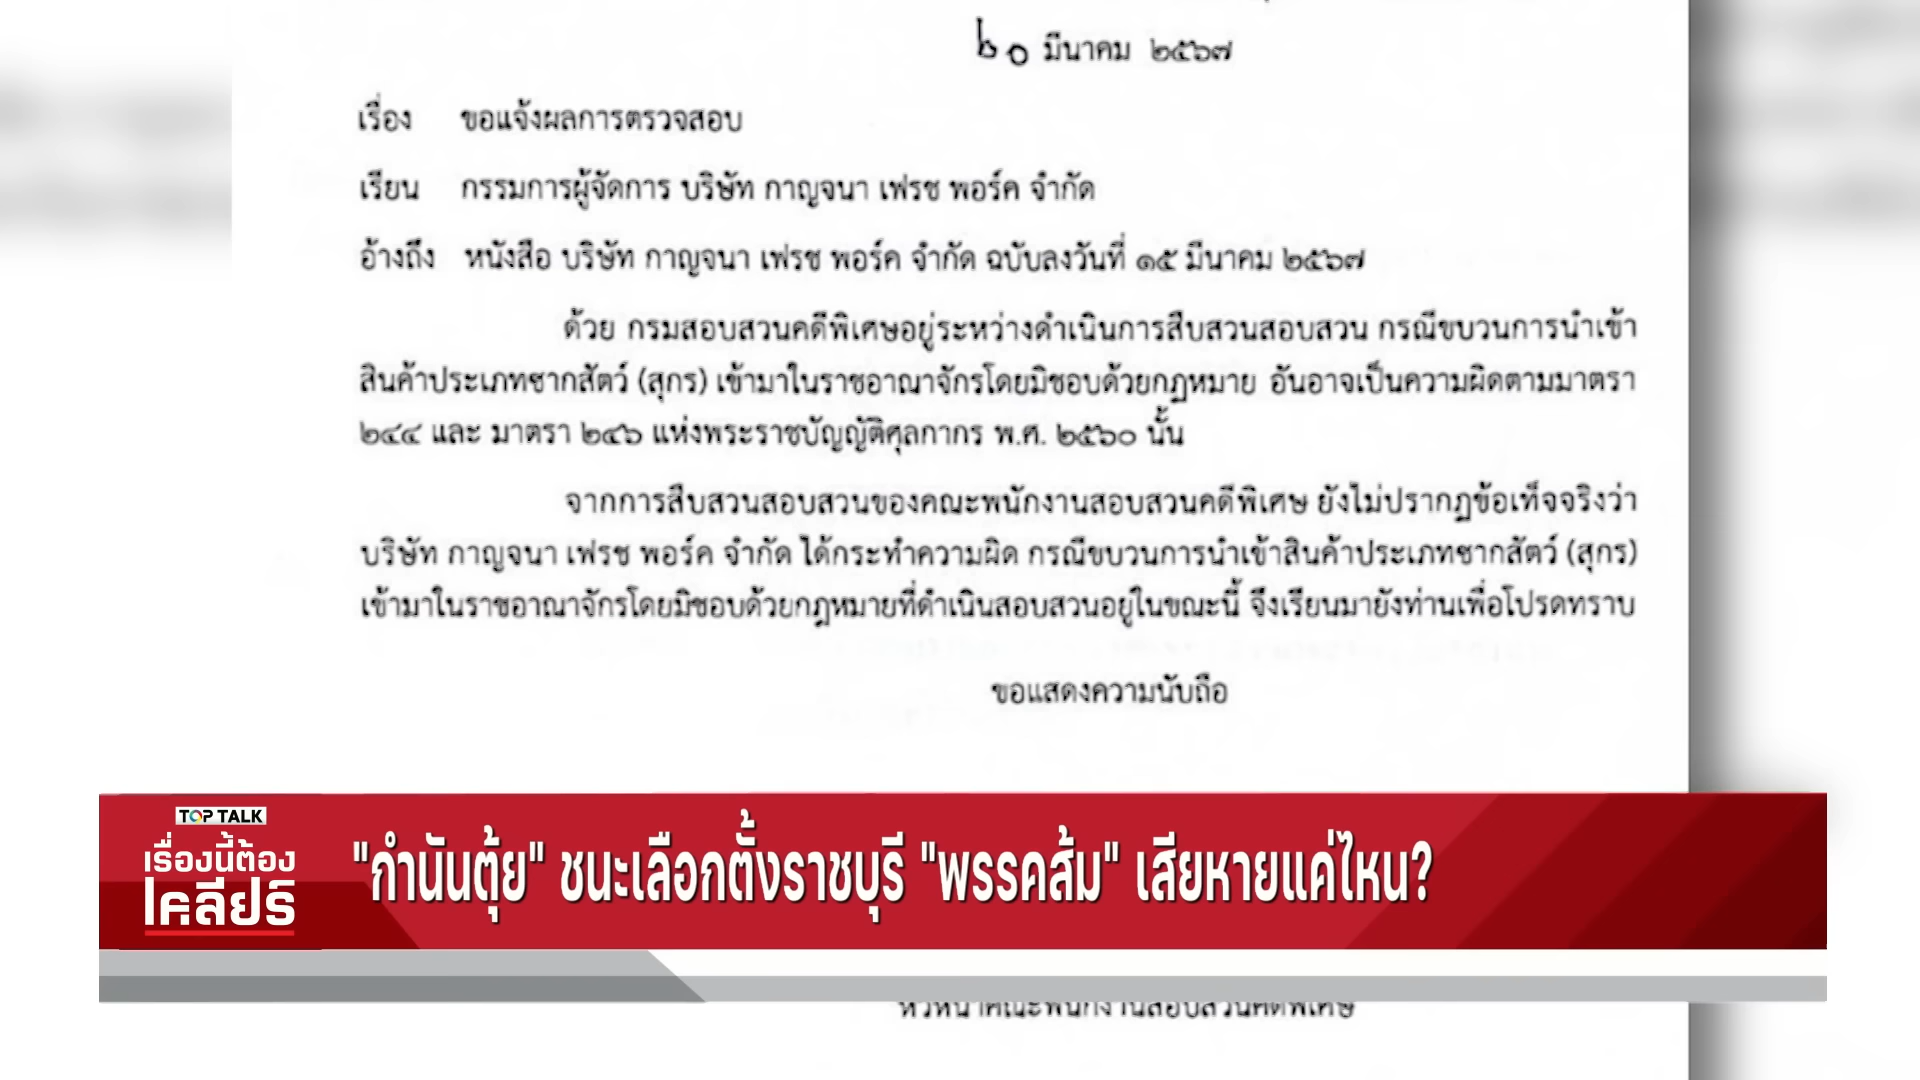 ๒๐ มีนาคม ๒๕๖๗
เรื่อง ขอแจ้งผลการตรวจสอบ
เรียน กรรมการผู้จัดการ บริษัท กาญจนา เฟรช พอร์ค จำกัด
อ้างถึง หนังสือ บริษัท กาญจนา เฟรช พอร์ค จำกัด ฉบับลงวันที่ ๑๕ มีนาคม ๒๕๖๗
ด้วย กรมสอบสวนคดีพิเศษอยู่ระหว่างดำเนินการสืบสวนสอบสวน กรณีขบวนการนำเข้า
สินค้าประเภทซากสัตว์ (สุกร) เข้ามาในราชอาณาจักรโดยมิชอบด้วยกฎหมาย อันอาจเป็นความผิดตามมาตรา
๒๔๔ และ มาตรา ๒๔๖ แห่งพระราชบัญญัติศุลกากร พ.ศ. ๒๕๖๐ นั้น
จากการสืบสวนสอบสวนของคณะพนักงานสอบสวนคดีพิเศษ ยังไม่ปรากฏข้อเท็จจริงว่า
บริษัท กาญจนา เฟรช พอร์ค จำกัด ได้กระทำความผิด กรณีขบวนการนำเข้าสินค้าประเภทซากสัตว์ (สุกร)
เข้ามาในราชอาณาจักรโดยมิชอบด้วยกฎหมายที่ดำเนินสอบสวนอยู่ในขณะนี้ จึงเรียนมายังท่านเพื่อโปรดทราบ
ขอแสดงความนับถือ
TOP TALK
เรื่องนี้ต้อง
เคลียร์
"กำนันตุ้ย" ชนะเลือกตั้งราชบุรี "พรรคส้ม" เสียหายแค่ไหน?
หัวหน้าคณะพนักงานสอบสวนคดีพิเศษ